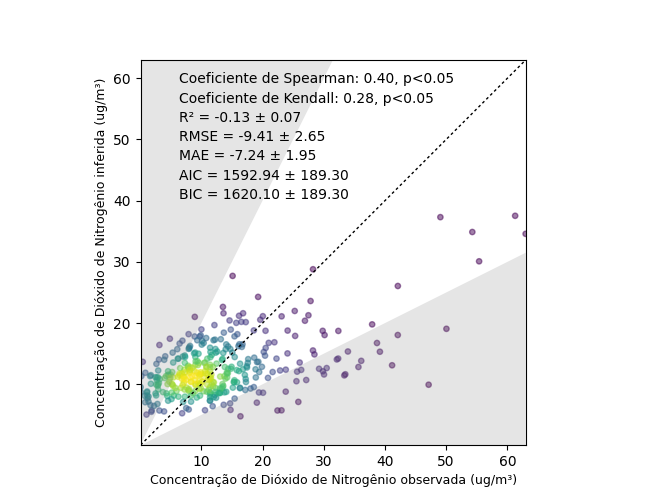 Coeficiente de Spearman: 0.40, p<0.05
Coeficiente de Kendall: 0.28, p<0.05
R² = -0.13 ± 0.07
RMSE = -9.41 ± 2.65
MAE = -7.24 ± 1.95
AIC = 1592.94 ± 189.30
BIC = 1620.10 ± 189.30
Concentração de Dióxido de Nitrogênio inferida (ug/m³)
60
50
40
30
20
10
10 20 30 40 50 60
Concentração de Dióxido de Nitrogênio observada (ug/m³)